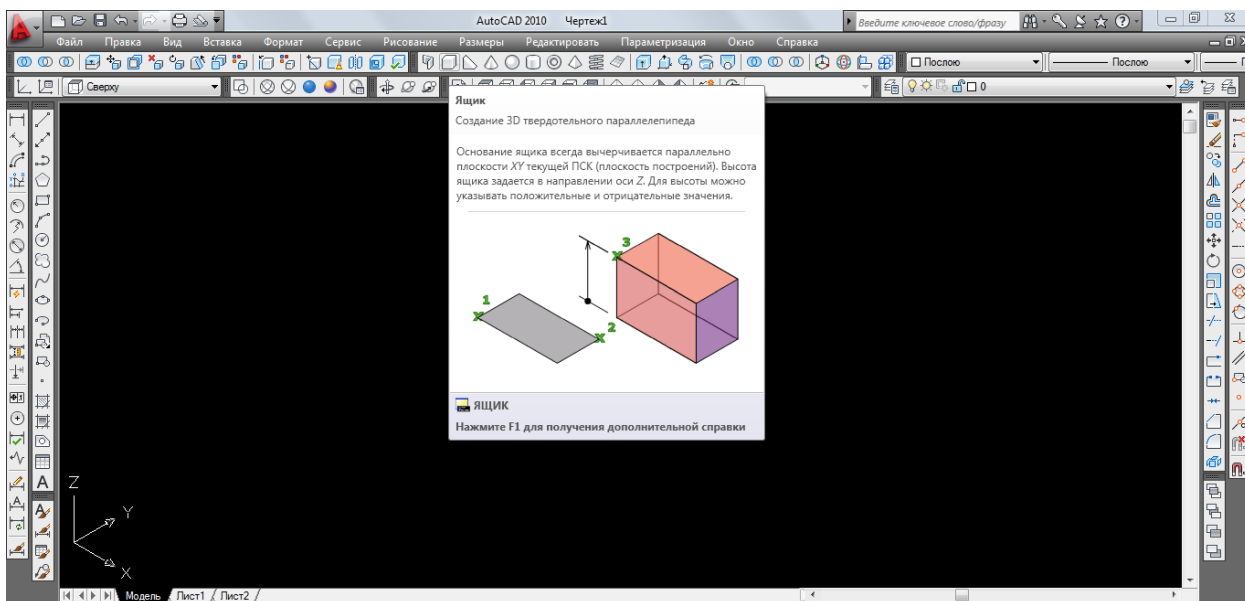 AutoCAD 2010 Чертеж1
Введите ключевое слово/фразу
Файл Правка Вид Вставка Формат Сервис Рисование Размеры Редактировать Параметризация Окно Справка
Послою
Послою
Сверху
0
Ящик
Создание 3D твердотельного параллелепипеда
Основание ящика всегда вычерчивается параллельно
плоскости XY текущей ПСК (плоскость построений). Высота
ящика задается в направлении оси Z. Для высоты можно
указывать положительные и отрицательные значения.
3
1
2
ЯЩИК
Нажмите F1 для получения дополнительной справки
Z
Y
X
Модель Лист1 Лист2